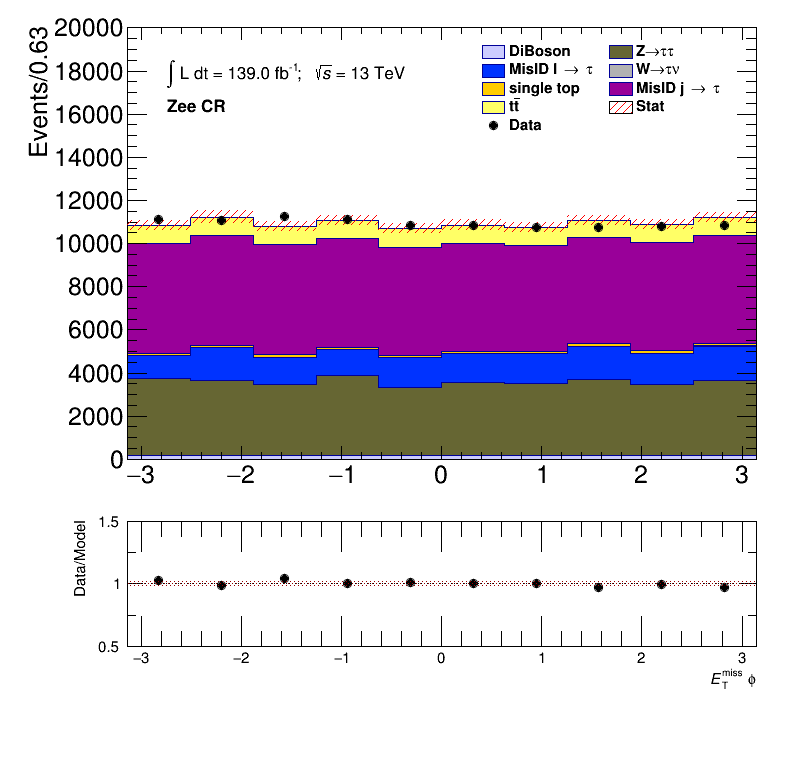 Events/0.63
20000
18000
16000
14000
12000
10000
8000
6000
4000
2000
0
∫ L dt = 139.0 fb⁻¹; √s = 13 TeV
Zee CR
DiBoson
Z→ττ
MisID l → τ
W→τν
single top
MisID j → τ
tt̄
Stat
Data
−3 −2 −1 0 1 2 3
Data/Model
1.5
1
0.5
−3 −2 −1 0 1 2 3
E_T^miss ϕ